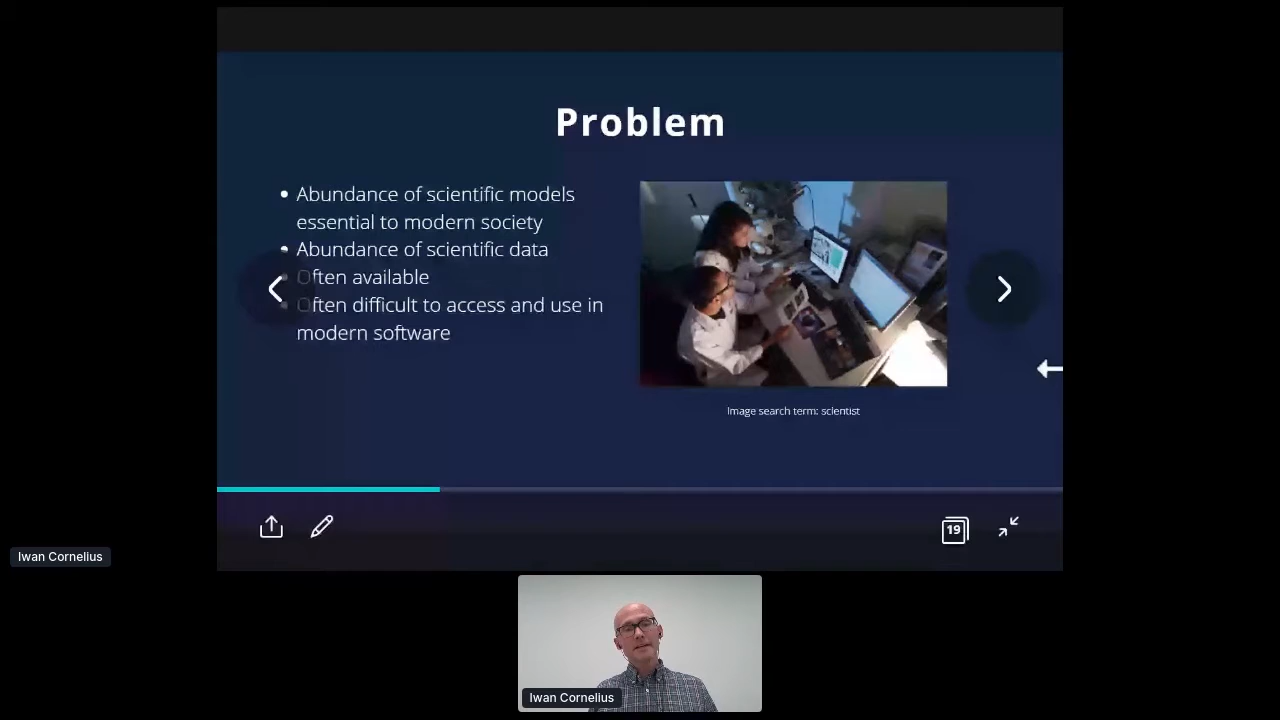 Problem
• Abundance of scientific models
essential to modern society
• Abundance of scientific data
• Often available
• Often difficult to access and use in
modern software
Image search term: scientist
19
Iwan Cornelius
Iwan Cornelius